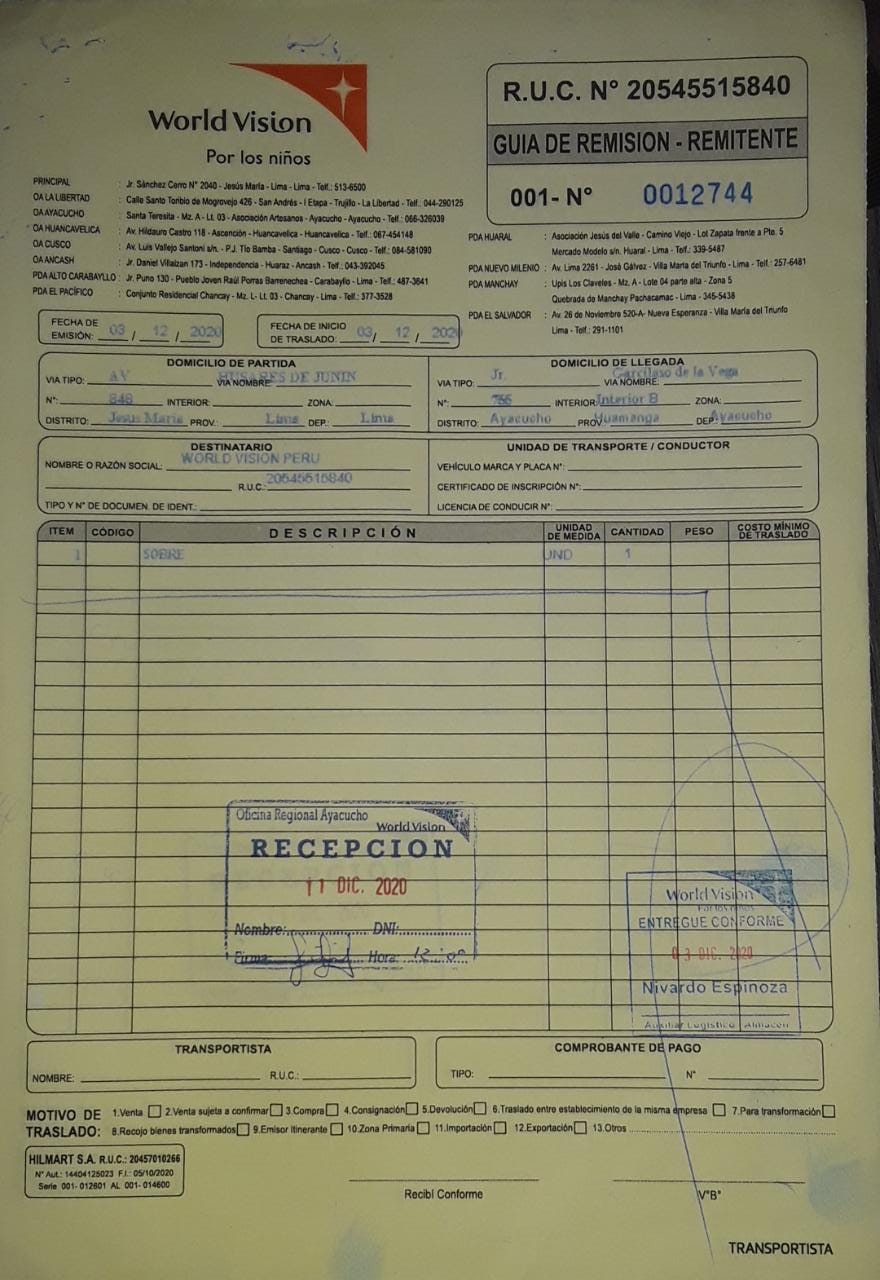 World Vision
Por los niños
R.U.C. N° 20545515840
GUIA DE REMISION - REMITENTE
001- N° 0012744
PRINCIPAL : Jr. Sánchez Cerro N° 2040 - Jesús María - Lima - Lima - Telf.: 513-6500
OA LA LIBERTAD : Calle Santo Toribio de Mogrovejo 426 - San Andrés - I Etapa - Trujillo - La Libertad - Telf.: 044-290125
OA AYACUCHO : Santa Teresita - Mz. A - Lt. 03 - Asociación Artesanos - Ayacucho - Ayacucho - Telf.: 066-326039
OA HUANCAVELICA : Av. Hildauro Castro 118 - Ascención - Huancavelica - Huancavelica - Telf.: 067-454148
OA CUSCO : Av. Luis Vallejo Santoni s/n. - P.J. Tío Bamba - Santiago - Cusco - Cusco - Telf.: 084-581090
OA ANCASH : Jr. Daniel Villaizan 173 - Independencia - Huaraz - Ancash - Telf.: 043-392045
PDA ALTO CARABAYLLO : Jr. Puno 130 - Pueblo Joven Raúl Porras Barrenechea - Carabaylio - Lima - Telf.: 487-3641
PDA EL PACÍFICO : Conjunto Residencial Chancay - Mz. L- Lt. 03 - Chancay - Lima - Telf.: 377-3528
PDA HUARAL : Asociación Jesús del Valle - Camino Viejo - Lol Zapata frente a Pte. 5
Mercado Modelo s/n. Huaral - Lima - Telf.: 339-5487
PDA NUEVO MILENIO : Av. Lima 2261 - José Gálvez - Villa María del Triunfo - Lima - Telf.: 257-6481
PDA MANCHAY : Upis Los Claveles - Mz. A - Lote 04 parte alta - Zona 5
Quebrada de Manchay Pachacamac - Lima - 345-5438
PDA EL SALVADOR : Av. 26 de Noviembre 520-A- Nueva Esperanza - Villa María del Triunfo
Lima - Telf.: 291-1101
FECHA DE EMISIÓN: 03 / 12 / 2020
FECHA DE INICIO DE TRASLADO: 03 / 12 / 2020
DOMICILIO DE PARTIDA
VIA TIPO: AV VIA NOMBRE: HUSARES DE JUNIN
N°: 848 INTERIOR: ZONA:
DISTRITO: Jesus Maria PROV.: Lima DEP.: Lima
DOMICILIO DE LLEGADA
VIA TIPO: Jr. VIA NOMBRE: Garcilaso de la Vega
N°: 766 INTERIOR: Interior B ZONA:
DISTRITO: Ayacucho PROV.: Huamanga DEP.: Ayacucho
DESTINATARIO
NOMBRE O RAZÓN SOCIAL: WORLD VISION PERU
R.U.C.: 20545515840
TIPO Y N° DE DOCUMEN. DE IDENT.:
UNIDAD DE TRANSPORTE / CONDUCTOR
VEHÍCULO MARCA Y PLACA N°:
CERTIFICADO DE INSCRIPCIÓN N°:
LICENCIA DE CONDUCIR N°:
ITEM CÓDIGO DESCRIPCIÓN UNIDAD DE MEDIDA CANTIDAD PESO COSTO MÍNIMO DE TRASLADO
1 SOBRE UND 1
Oficina Regional Ayacucho
World Vision
RECEPCION
11 DIC. 2020
Nombre: DNI:
Firma: Hora:
World Vision
Por los niños
ENTREGUE CONFORME
03 DIC. 2020
Nivardo Espinoza
Auxiliar Logístico Almacén
TRANSPORTISTA
NOMBRE: R.U.C.:
COMPROBANTE DE PAGO
TIPO: N°
MOTIVO DE TRASLADO: 1.Venta 2.Venta sujeta a confirmar 3.Compra 4.Consignación 5.Devolución 6.Traslado entre establecimiento de la misma empresa 7.Para transformación
8.Recojo bienes transformados 9.Emisor Itinerante 10.Zona Primaria 11.Importación 12.Exportación 13.Otros
HILMART S.A. R.U.C.: 20457010266
N° Aut.: 14404125023 F.I.: 05/10/2020
Serie 001- 012601 AL 001- 014600
Recibí Conforme
V°B°
TRANSPORTISTA